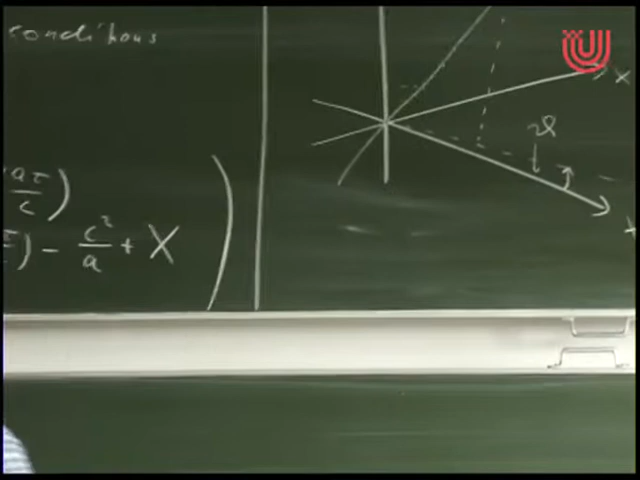 conditions
aτ/c )
) - c²/a + X )
ϑ
x